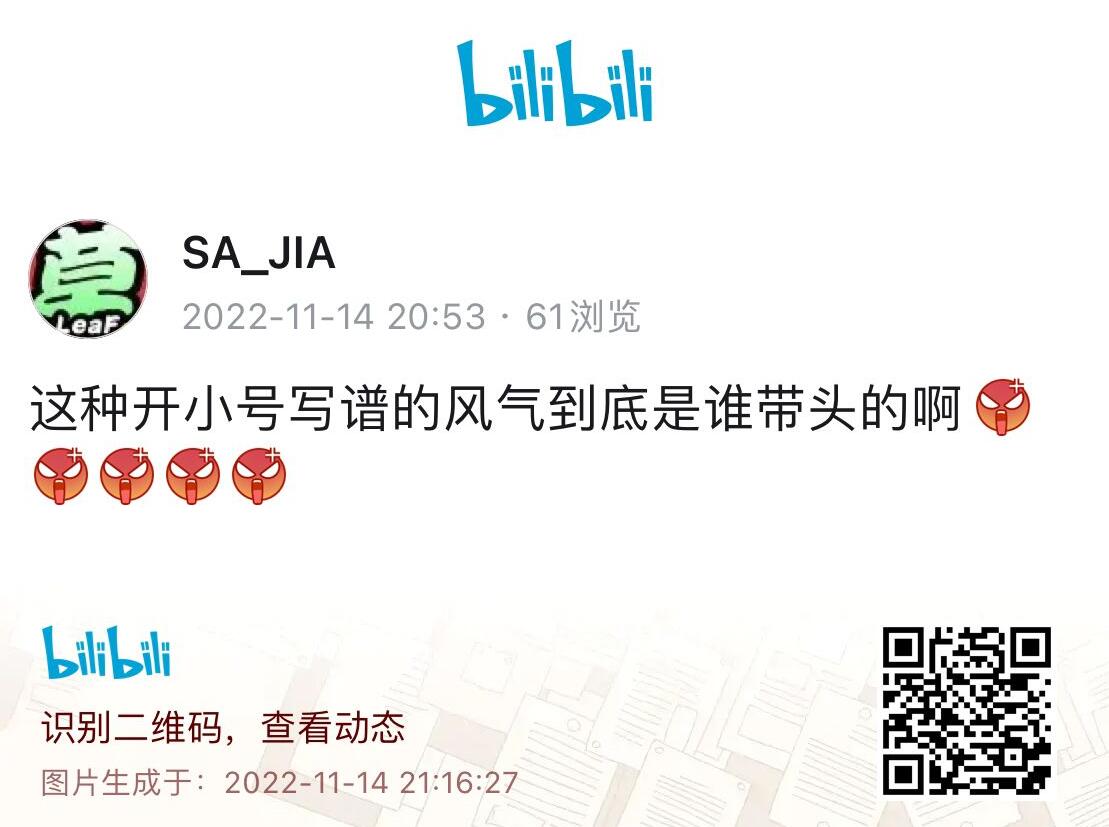 bilibili
草
LeaF
SA_JIA
2022-11-14 20:53 · 61浏览
这种开小号写谱的风气到底是谁带头的啊
bilibili
识别二维码，查看动态
图片生成于：2022-11-14 21:16:27